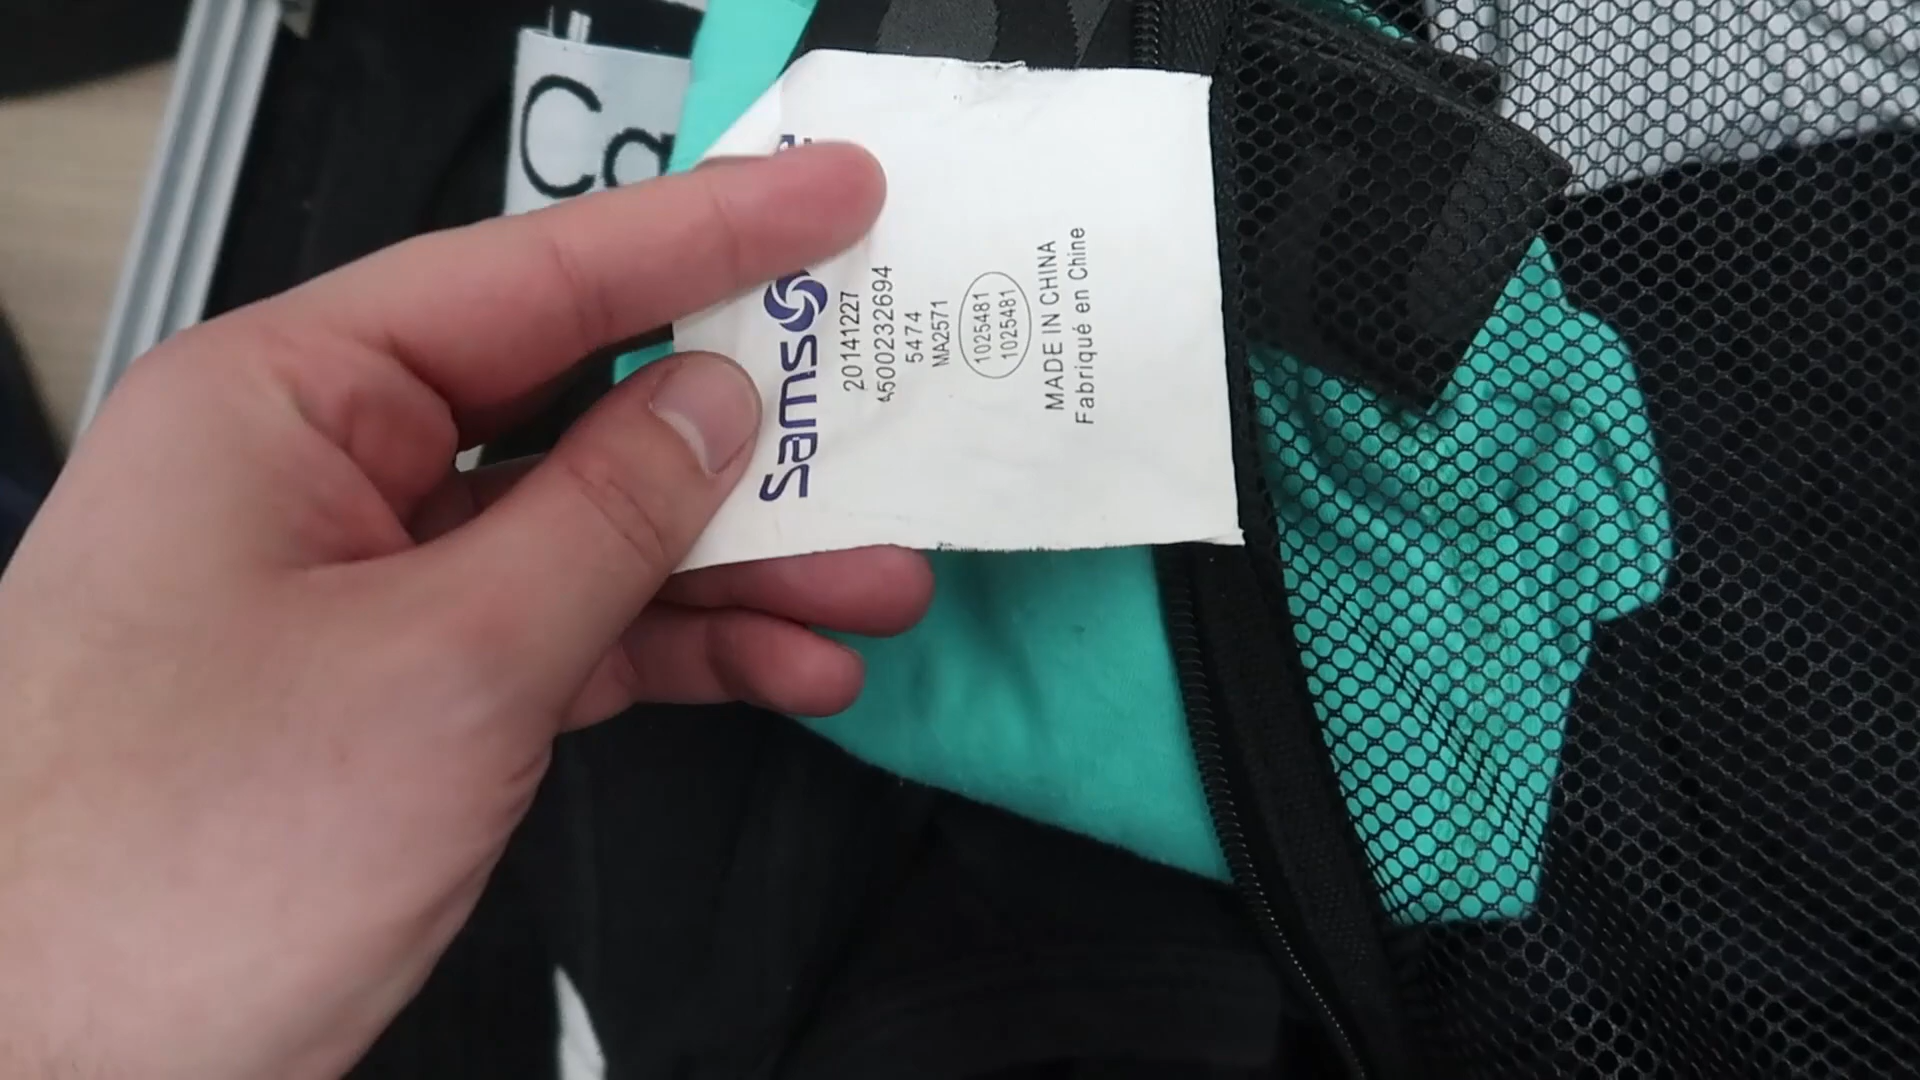 Ca
Sams
20141227
4500232694
5474
MA2571
1025481
1025481
MADE IN CHINA
Fabriqué en Chine